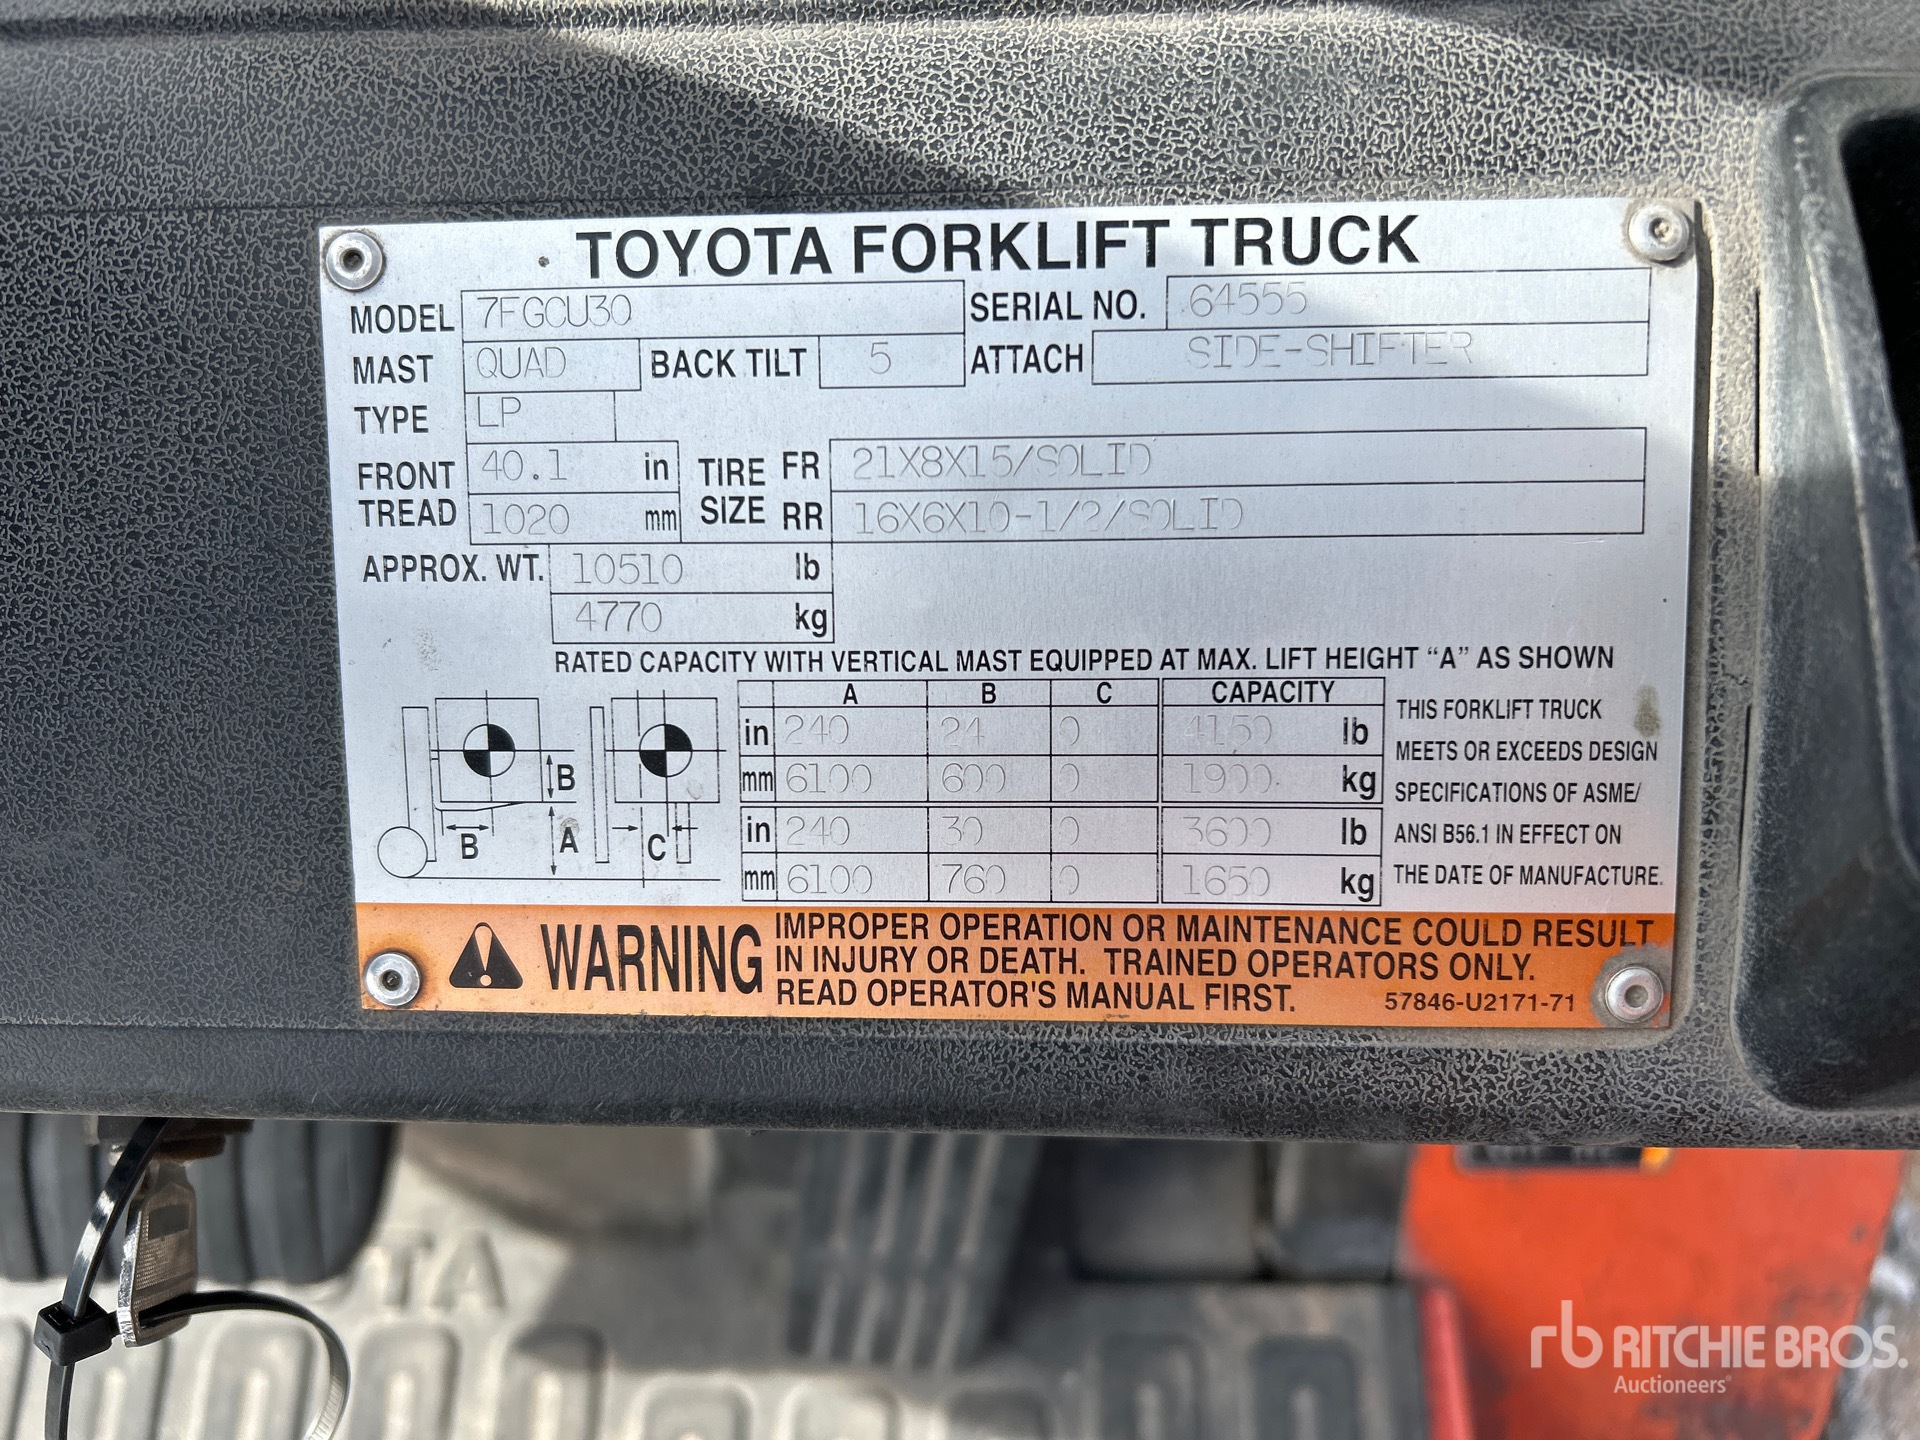 TOYOTA FORKLIFT TRUCK
MODEL 7FGCU30 SERIAL NO. 64555
MAST QUAD BACK TILT 5 ATTACH SIDE-SHIFTER
TYPE LP
FRONT TREAD 40.1 in TIRE SIZE FR 21X8X15/SOLID
1020 mm RR 16X6X10-1/2/SOLID
APPROX. WT. 10510 lb
4770 kg
RATED CAPACITY WITH VERTICAL MAST EQUIPPED AT MAX. LIFT HEIGHT “A” AS SHOWN
A B C CAPACITY
in 240 24 0 4150 lb
mm 6100 600 0 1900 kg
in 240 30 0 3600 lb
mm 6100 760 0 1650 kg
B
B A C
THIS FORKLIFT TRUCK
MEETS OR EXCEEDS DESIGN
SPECIFICATIONS OF ASME/
ANSI B56.1 IN EFFECT ON
THE DATE OF MANUFACTURE.
WARNING
IMPROPER OPERATION OR MAINTENANCE COULD RESULT
IN INJURY OR DEATH. TRAINED OPERATORS ONLY.
READ OPERATOR'S MANUAL FIRST. 57846-U2171-71
rb RITCHIE BROS.
Auctioneers